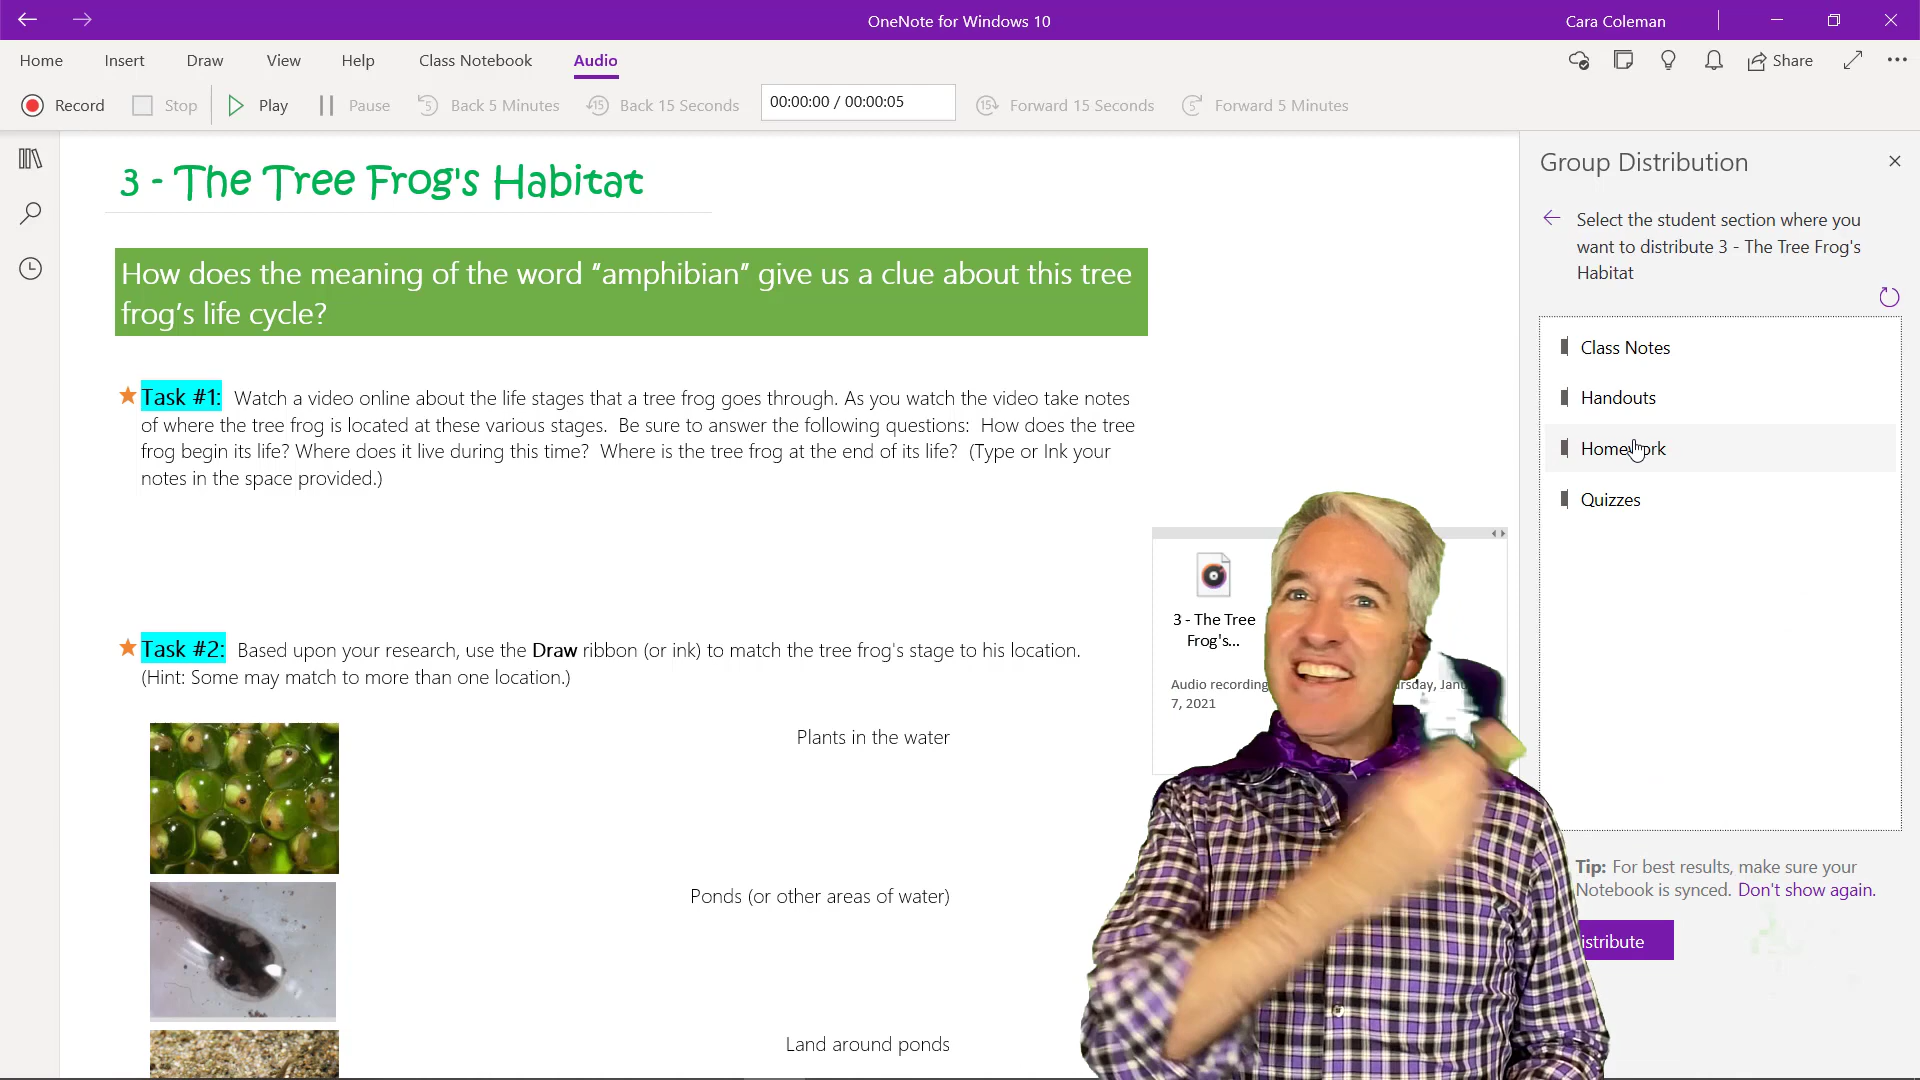 OneNote for Windows 10
Cara Coleman
Home Insert Draw View Help Class Notebook Audio
Share
Record Stop Play Pause Back 5 Minutes Back 15 Seconds 00:00:00 / 00:00:05 Forward 15 Seconds Forward 5 Minutes
3 - The Tree Frog's Habitat
How does the meaning of the word “amphibian” give us a clue about this tree
frog’s life cycle?
Task #1: Watch a video online about the life stages that a tree frog goes through. As you watch the video take notes
of where the tree frog is located at these various stages. Be sure to answer the following questions: How does the tree
frog begin its life? Where does it live during this time? Where is the tree frog at the end of its life? (Type or Ink your
notes in the space provided.)
Task #2: Based upon your research, use the Draw ribbon (or ink) to match the tree frog's stage to his location.
(Hint: Some may match to more than one location.)
Plants in the water
Ponds (or other areas of water)
Land around ponds
3 - The Tree
Frog's...
Audio recording
7, 2021
Group Distribution
Select the student section where you
want to distribute 3 - The Tree Frog's
Habitat
Class Notes
Handouts
Homework
Quizzes
Tip: For best results, make sure your
Notebook is synced. Don't show again.
istribute